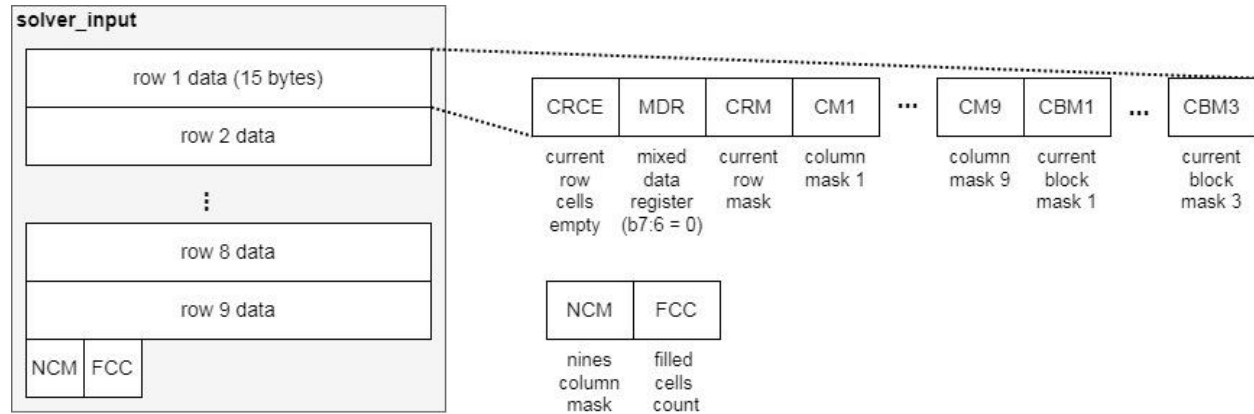 solver_input
row 1 data (15 bytes)
row 2 data
⋮
row 8 data
row 9 data
NCM FCC
CRCE MDR CRM CM1 ... CM9 CBM1 ... CBM3
current
row
cells
empty
mixed
data
register
(b7:6 = 0)
current
row
mask
column
mask 1
column
mask 9
current
block
mask 1
current
block
mask 3
NCM FCC
nines
column
mask
filled
cells
count